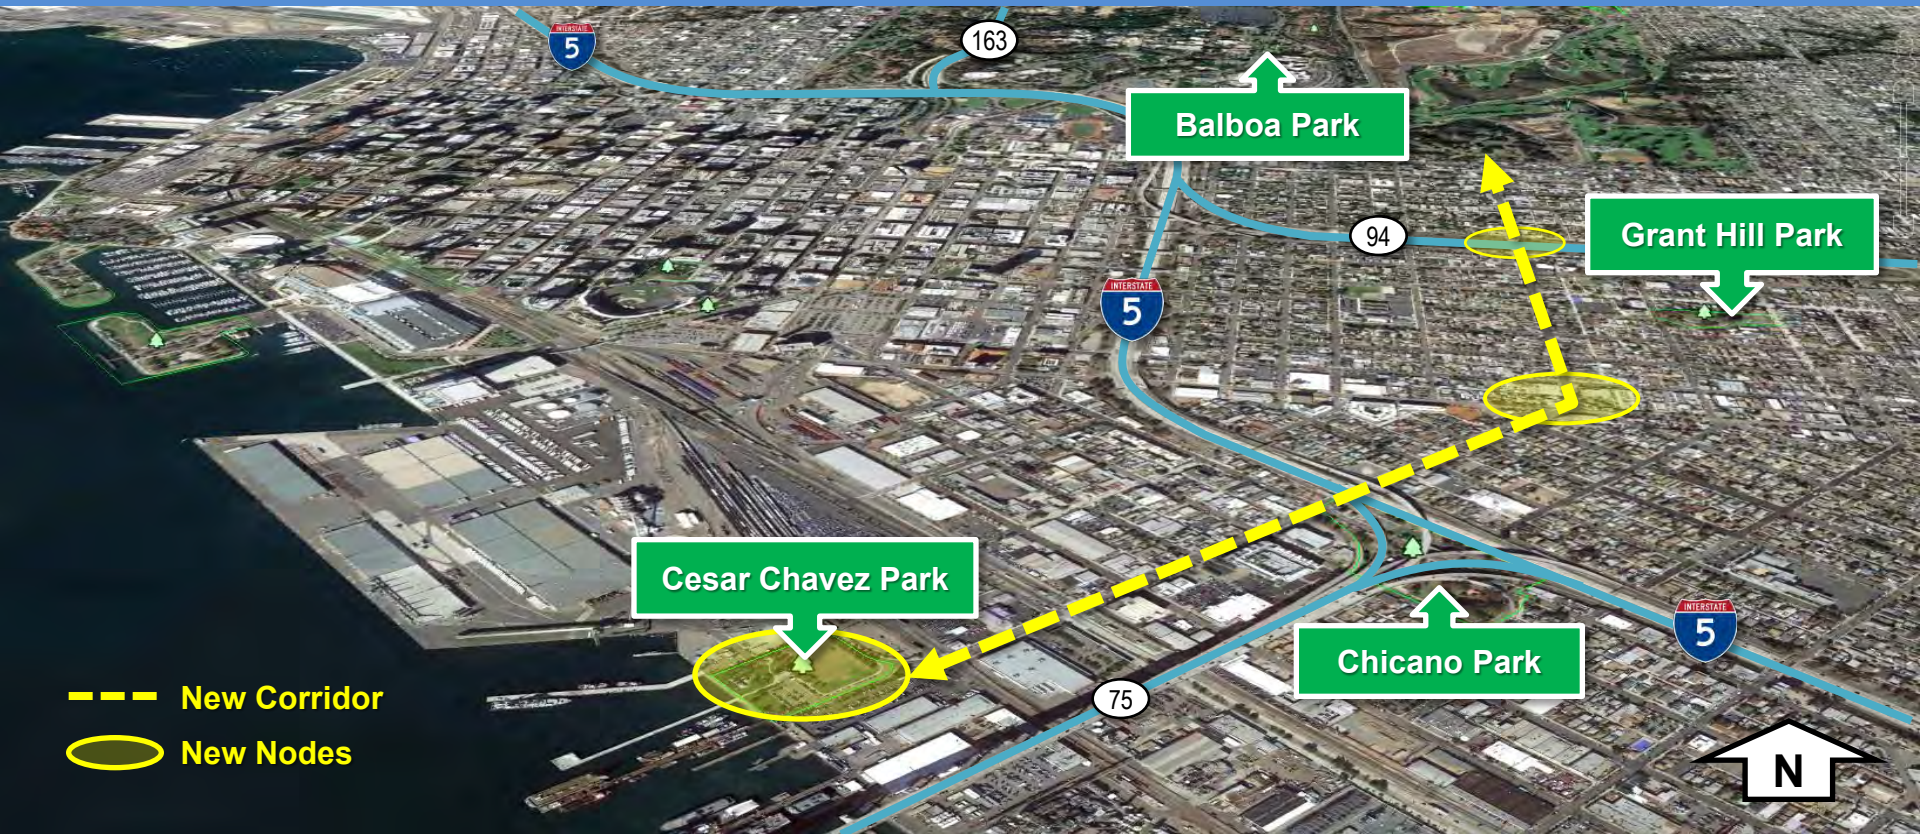 INTERSTATE
5
163
Balboa Park
94
Grant Hill Park
INTERSTATE
5
Cesar Chavez Park
Chicano Park
INTERSTATE
5
75
New Corridor
New Nodes
N